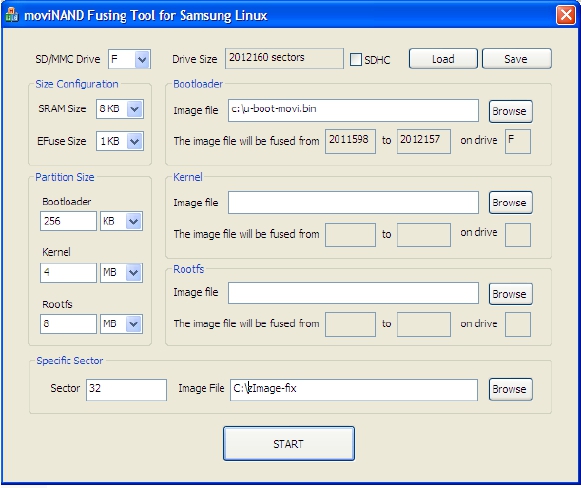 moviNAND Fusing Tool for Samsung Linux
SD/MMC Drive F Drive Size 2012160 sectors SDHC Load Save
Size Configuration
SRAM Size 8 KB
EFuse Size 1 KB
Bootloader
Image file c:\u-boot-movi.bin Browse
The image file will be fused from 2011598 to 2012157 on drive F
Partition Size
Bootloader
256 KB
Kernel
4 MB
Rootfs
8 MB
Kernel
Image file Browse
The image file will be fused from to on drive
Rootfs
Image file Browse
The image file will be fused from to on drive
Specific Sector
Sector 32 Image File C:\zImage-fix Browse
START